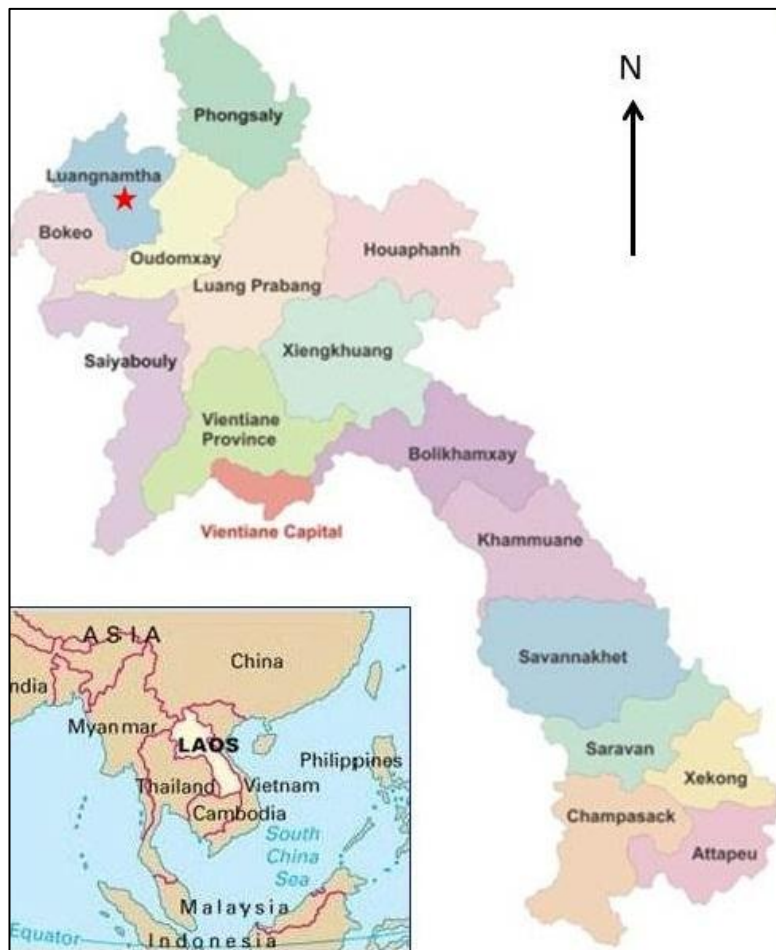 N
Phongsaly
Luangnamtha
Bokeo
Oudomxay
Houaphanh
Luang Prabang
Xiengkhuang
Saiyabouly
Vientiane
Province
Bolikhamxay
Vientiane Capital
Khammuane
Savannakhet
Saravan
Xekong
Champasack
Attapeu
ASIA
China
ndia
Myanmar
LAOS
Philippines
Thailand
Vietnam
Cambodia
South
China
Sea
Malaysia
Equator
Indonesia